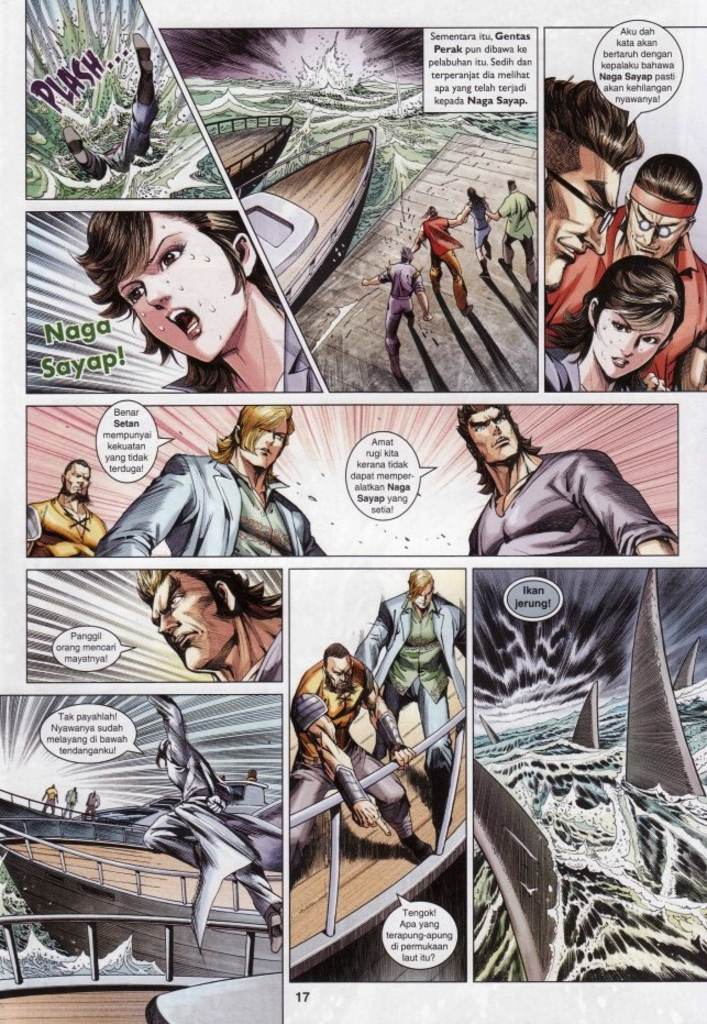 PLASH...
Sementara itu, Gentas
Perak pun dibawa ke
pelabuhan itu. Sedih dan
terperanjat dia melihat
apa yang telah terjadi
kepada Naga Sayap.
Aku dah
kata akan
bertaruh dengan
kepalaku bahawa
Naga Sayap pasti
akan kehilangan
nyawanya!
Naga
Sayap!
Benar
Setan
mempunyai
kekuatan
yang tidak
terduga!
Amat
rugi kita
kerana tidak
dapat memper-
alatkan Naga
Sayap yang
setia!
Panggil
orang mencari
mayatnya!
Tak payahlah!
Nyawanya sudah
melayang di bawah
tendanganku!
Tengok!
Apa yang
terapung-apung
di permukaan
laut itu?
Ikan
jerung!
17